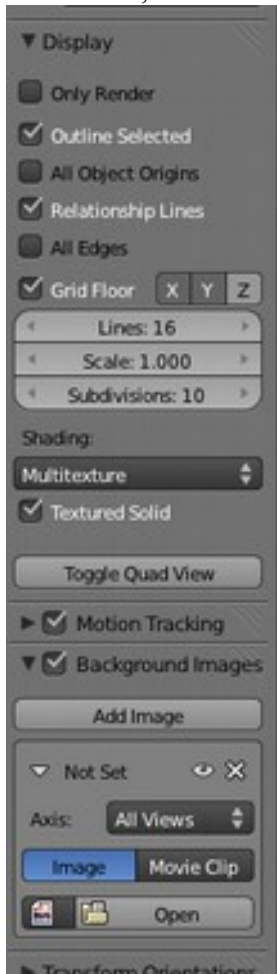 Display
Only Render
Outline Selected
All Object Origins
Relationship Lines
All Edges
Grid Floor X Y Z
Lines: 16
Scale: 1.000
Subdivisions: 10
Shading:
Multitexture
Textured Solid
Toggle Quad View
Motion Tracking
Background Images
Add Image
Not Set
Axis: All Views
Image Movie Clip
Open
Transform Orientations